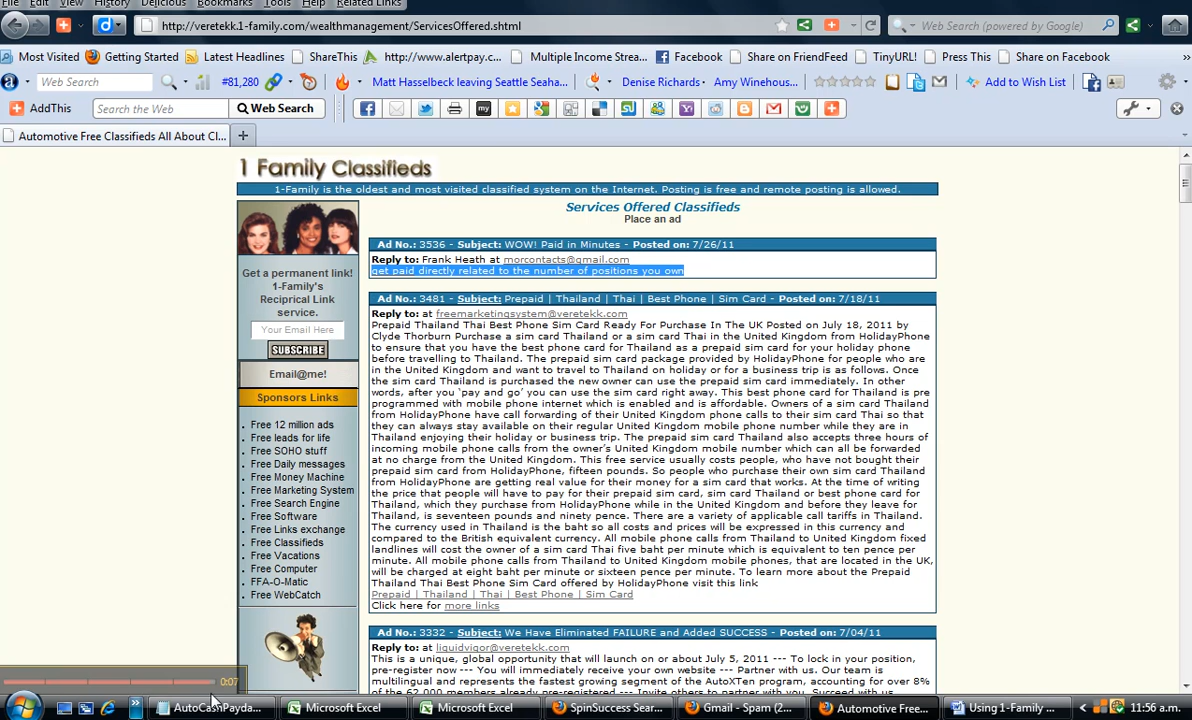 File Edit View History Delicious Bookmarks Tools Help Related Links
http://veretekk.1-family.com/wealthmanagement/ServicesOffered.shtml
Web Search (powered by Google)
Most Visited Getting Started Latest Headlines ShareThis http://www.alertpay.c... Multiple Income Strea... Facebook Share on FriendFeed TinyURL! Press This Share on Facebook
Web Search #81,280 Matt Hasselbeck leaving Seattle Seaha... Denise Richards Amy Winehous... Add to Wish List
AddThis Search the Web Web Search
Automotive Free Classifieds All About Cl...
1 Family Classifieds
1-Family is the oldest and most visited classified system on the Internet. Posting is free and remote posting is allowed.
Services Offered Classifieds
Place an ad
Ad No.: 3536 - Subject: WOW! Paid in Minutes - Posted on: 7/26/11
Reply to: Frank Heath at morcontacts@gmail.com
get paid directly related to the number of positions you own
Ad No.: 3481 - Subject: Prepaid | Thailand | Thai | Best Phone | Sim Card - Posted on: 7/18/11
Reply to: at freemarketingsystem@veretekk.com
Prepaid Thailand Thai Best Phone Sim Card Ready For Purchase In The UK Posted on July 18, 2011 by
Clyde Thorburn Purchase a sim card Thailand or a sim card Thai in the United Kingdom from HolidayPhone
to ensure that you have the best phone card for Thailand as a prepaid sim card for your holiday phone
before travelling to Thailand. The prepaid sim card package provided by HolidayPhone for people who are
in the United Kingdom and want to travel to Thailand on holiday or for a business trip is as follows. Once
the sim card Thailand is purchased the new owner can use the prepaid sim card immediately. In other
words, after you 'pay and go' you can use the sim card right away. This best phone card for Thailand is pre
programmed with mobile phone internet which is enabled and is affordable. Owners of a sim card Thailand
from HolidayPhone have call forwarding of their United Kingdom phone calls to their sim card Thai so that
they can always stay available on their regular United Kingdom mobile phone number while they are in
Thailand enjoying their holiday or business trip. The prepaid sim card Thailand also accepts three hours of
incoming mobile phone calls from the owner's United Kingdom mobile number which can all be forwarded
at no charge from the United Kingdom. This free service usually costs people, who have not bought their
prepaid sim card from HolidayPhone, fifteen pounds. So people who purchase their own sim card Thailand
from HolidayPhone are getting real value for their money for a sim card that works. At the time of writing
the price that people will have to pay for their prepaid sim card, sim card Thailand or best phone card for
Thailand, which they purchase from HolidayPhone while in the United Kingdom and before they leave for
Thailand, is seventeen pounds and ninety pence. There are a variety of applicable call tariffs in Thailand.
The currency used in Thailand is the baht so all costs and prices will be expressed in this currency and
compared to the British equivalent currency. All mobile phone calls from Thailand to United Kingdom fixed
landlines will cost the owner of a sim card Thai five baht per minute which is equivalent to ten pence per
minute. All mobile phone calls from Thailand to United Kingdom mobile phones, that are located in the UK,
will be charged at eight baht per minute or sixteen pence per minute. To learn more about the Prepaid
Thailand Thai Best Phone Sim Card offered by HolidayPhone visit this link
Prepaid | Thailand | Thai | Best Phone | Sim Card
Click here for more links
Ad No.: 3332 - Subject: We Have Eliminated FAILURE and Added SUCCESS - Posted on: 7/04/11
Reply to: at liquidvigor@veretekk.com
This is a unique, global opportunity that will launch on or about July 5, 2011 --- To lock in your position,
pre-register now --- You will immediately receive your own website --- Partner with us. Our team is
multilingual and represents the fastest growing segment of the AutoXTen program, accounting for over 8%
of the 62,000 members already pre-registered --- Invite others to partner with you. Succeed with us.
Get a permanent link!
1-Family's
Reciprical Link
service.
Your Email Here
SUBSCRIBE
Email@me!
Sponsors Links
Free 12 million ads
Free leads for life
Free SOHO stuff
Free Daily messages
Free Money Machine
Free Marketing System
Free Search Engine
Free Software
Free Links exchange
Free Classifieds
Free Vacations
Free Computer
FFA-O-Matic
Free WebCatch
0:07
AutoCashPayda... Microsoft Excel Microsoft Excel SpinSuccess Sear... Gmail - Spam (2... Automotive Free... Using 1-Family ... 11:56 a.m.